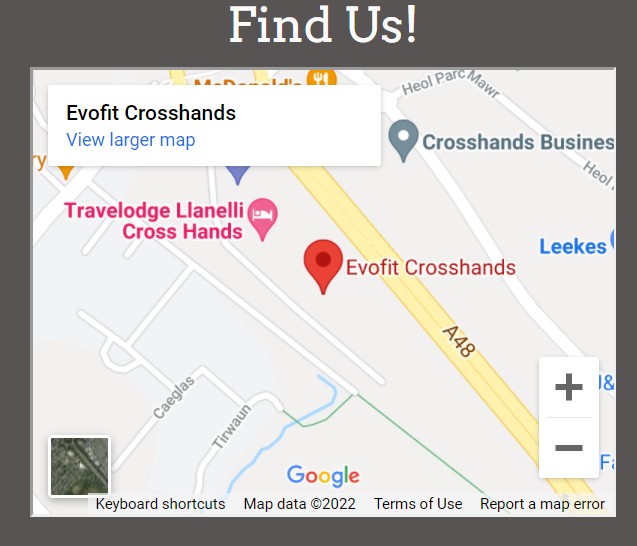 Find Us!
McDonald's
Heol Parc Mawr
Evofit Crosshands
View larger map
Crosshands Busines
ry
Heol
Travelodge Llanelli
Cross Hands
Leekes
Evofit Crosshands
A48
J&
Caeglas
Tirwaun
Fa
Google
Keyboard shortcuts
Map data ©2022
Terms of Use
Report a map error